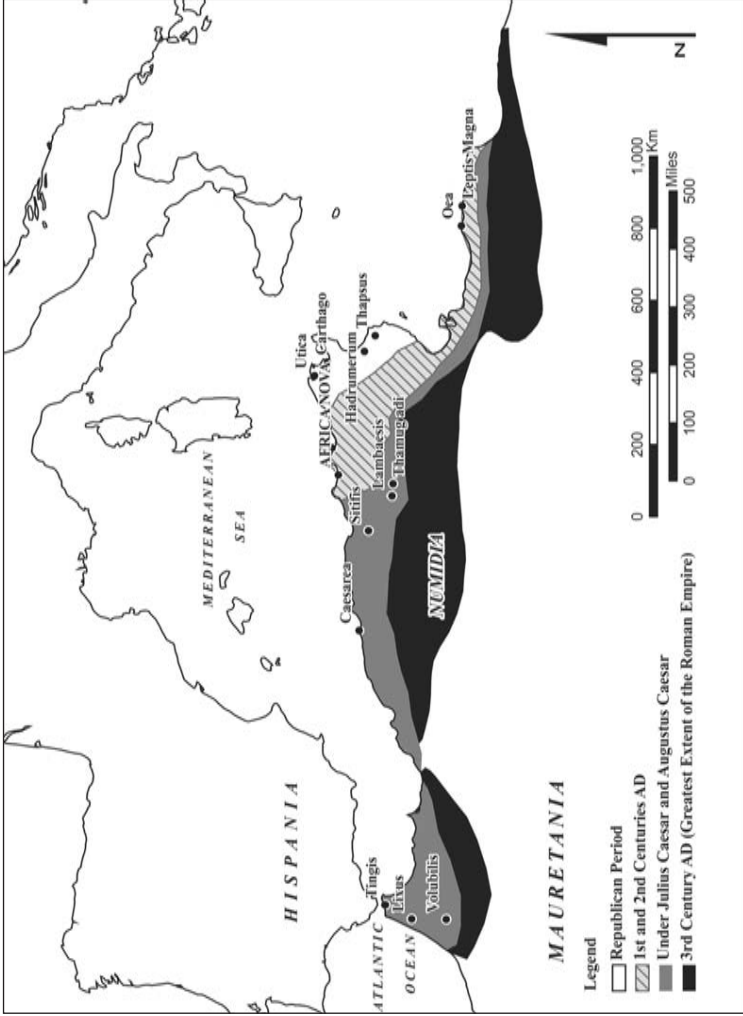 HISPANIA
MEDITERRANEAN
SEA
ATLANTIC
OCEAN
Tingis
Lixus
Volubilis
Caesarea
Sitifis
AFRICA NOVA
Utica
Carthago
Hadrumerum
Thapsus
Lambaesis
Thamugadi
Oea
Leptis Magna
NUMIDIA
MAURETANIA
Legend
Republican Period
1st and 2nd Centuries AD
Under Julius Caesar and Augustus Caesar
3rd Century AD (Greatest Extent of the Roman Empire)
0 200 400 600 800 1,000
Km
Miles
0 100 200 300 400 500
N